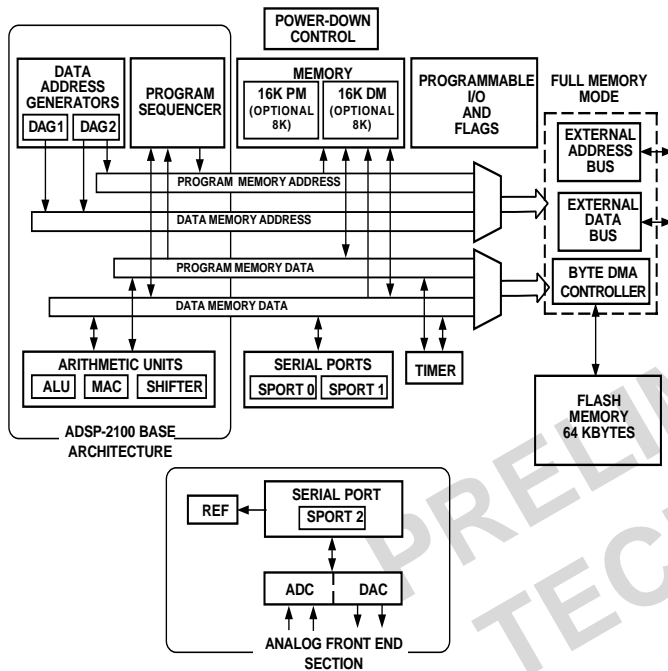 POWER-DOWN
CONTROL
DATA
ADDRESS
GENERATORS
DAG1
DAG2
PROGRAM
SEQUENCER
MEMORY
16K PM
(OPTIONAL
8K)
16K DM
(OPTIONAL
8K)
PROGRAMMABLE
I/O
AND
FLAGS
FULL MEMORY
MODE
EXTERNAL
ADDRESS
BUS
EXTERNAL
DATA
BUS
BYTE DMA
CONTROLLER
PROGRAM MEMORY ADDRESS
DATA MEMORY ADDRESS
PROGRAM MEMORY DATA
DATA MEMORY DATA
ARITHMETIC UNITS
ALU
MAC
SHIFTER
SERIAL PORTS
SPORT 0
SPORT 1
TIMER
FLASH
MEMORY
64 KBYTES
ADSP-2100 BASE
ARCHITECTURE
SERIAL PORT
SPORT 2
REF
ADC
DAC
ANALOG FRONT END
SECTION
PRELIM
TECH